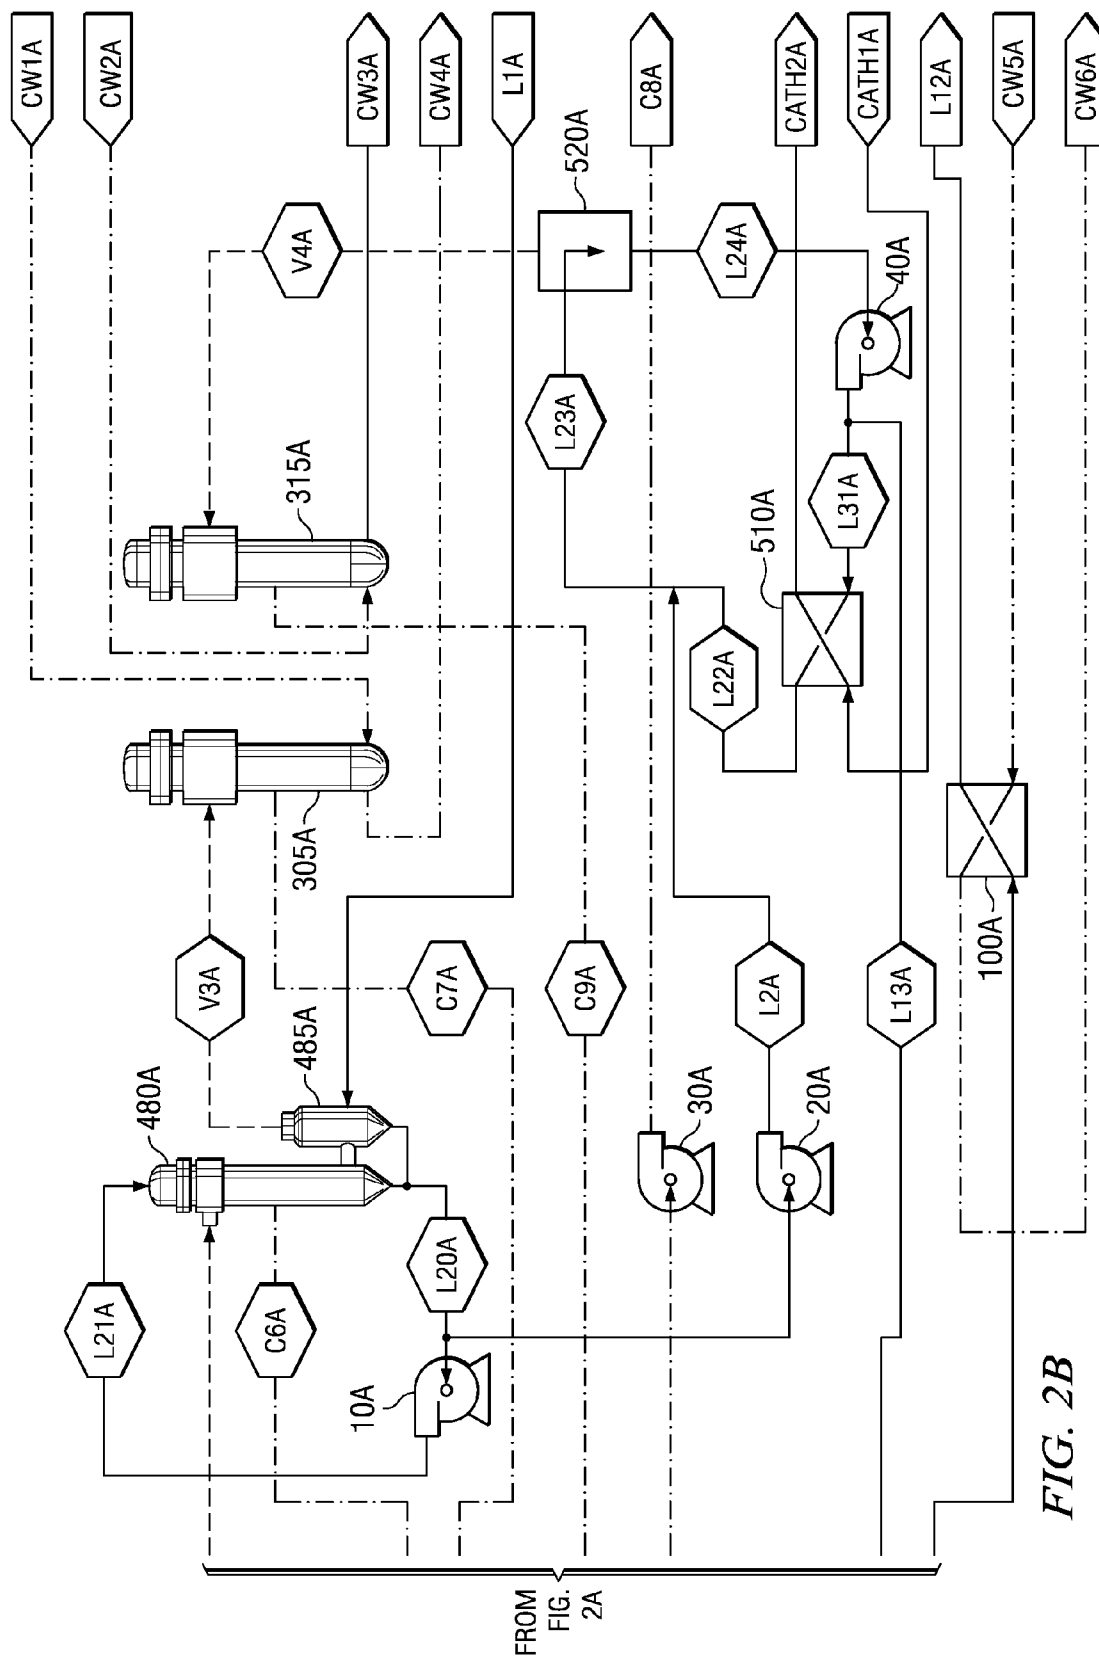 CW1A
CW2A
CW3A
CW4A
L1A
C8A
CATH2A
CATH1A
L12A
CW5A
CW6A
520A
V4A
L24A
40A
L23A
315A
L31A
510A
L22A
305A
100A
V3A
C7A
C9A
L2A
L13A
485A
480A
30A
20A
L21A
C6A
L20A
10A
FROM
FIG.
2A
FIG. 2B